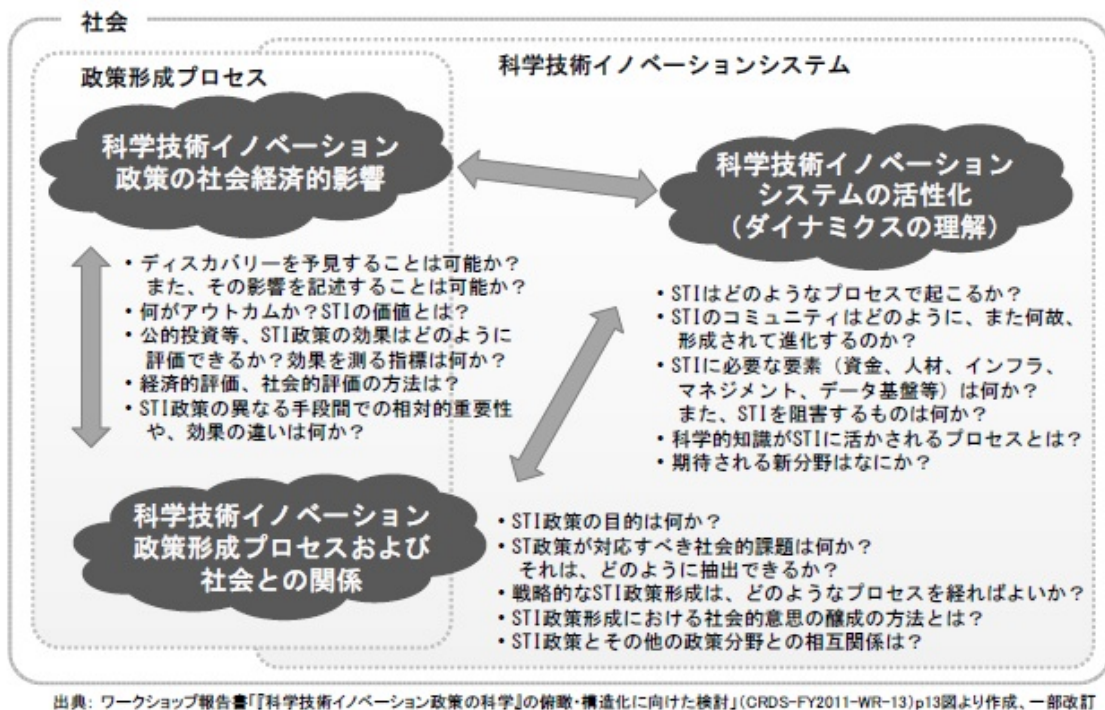 社会
政策形成プロセス
科学技術イノベーションシステム
科学技術イノベーション
政策の社会経済的影響
科学技術イノベーション
システムの活性化
（ダイナミクスの理解）
・ディスカバリーを予見することは可能か？
また、その影響を記述することは可能か？
・何がアウトカムか？STIの価値とは？
・公的投資等、STI政策の効果はどのように
評価できるか？効果を測る指標は何か？
・経済的評価、社会的評価の方法は？
・STI政策の異なる手段間での相対的重要性
や、効果の違いは何か？
・STIはどのようなプロセスで起こるか？
・STIのコミュニティはどのように、また何故、
形成されて進化するのか？
・STIに必要な要素（資金、人材、インフラ、
マネジメント、データ基盤等）は何か？
また、STIを阻害するものは何か？
・科学的知識がSTIに活かされるプロセスとは？
・期待される新分野はなにか？
科学技術イノベーション
政策形成プロセスおよび
社会との関係
・STI政策の目的は何か？
・ST政策が対応すべき社会的課題は何か？
それは、どのように抽出できるか？
・戦略的なSTI政策形成は、どのようなプロセスを経ればよいか？
・STI政策形成における社会的意思の醸成の方法とは？
・STI政策とその他の政策分野との相互関係は？
出典： ワークショップ報告書「『科学技術イノベーション政策の科学』の俯瞰・構造化に向けた検討」（CRDS-FY2011-WR-13）p13図より作成、一部改訂